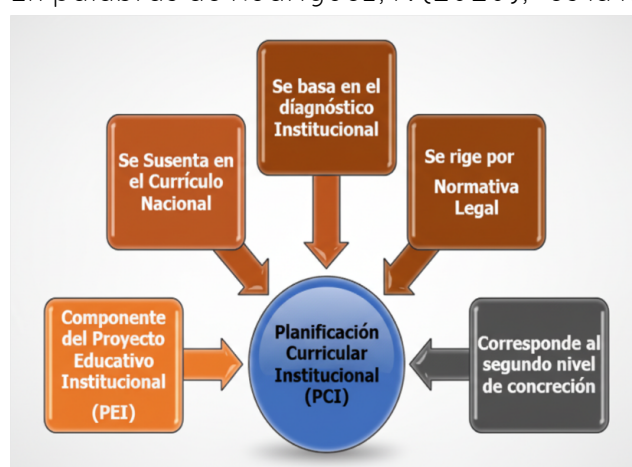 Se basa en el
díagnóstico
Institucional
Se Susenta en
el Currículo
Nacional
Se rige por
Normativa
Legal
Componente
del Proyecto
Educativo
Institucional
(PEI)
Planificación
Curricular
Institucional
(PCI)
Corresponde al
segundo nivel
de concreción